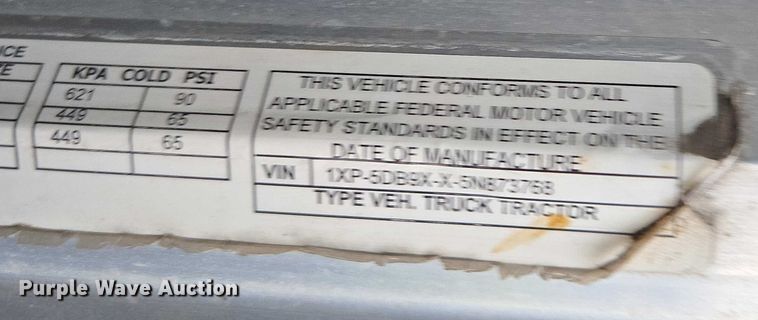 ICE
RE
KPA COLD PSI
621 90
449 65
449 65
THIS VEHICLE CONFORMS TO ALL
APPLICABLE FEDERAL MOTOR VEHICLE
SAFETY STANDARDS IN EFFECT ON THE
DATE OF MANUFACTURE
VIN 1XP-5DB9X-X-5N873768
TYPE VEH. TRUCK TRACTOR
Purple Wave Auction